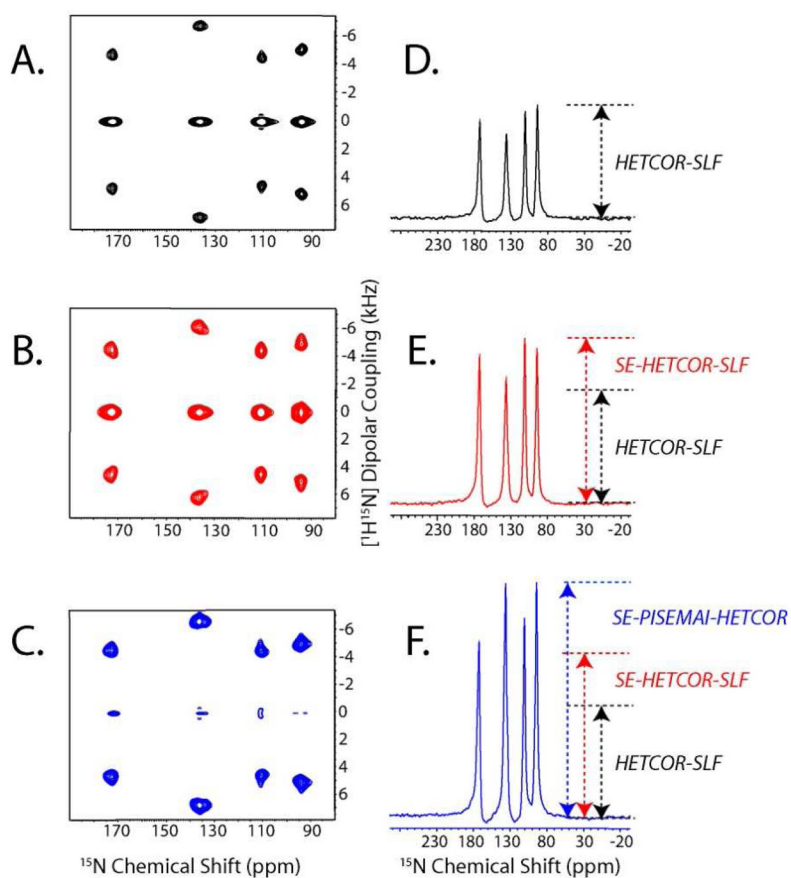 A.
-6
-4
-2
0
2
4
6
170 150 130 110 90
D.
HETCOR-SLF
230 180 130 80 30 -20
B.
-6
-4
-2
0
2
4
6
170 150 130 110 90
[¹H¹⁵N] Dipolar Coupling (kHz)
E.
SE-HETCOR-SLF
HETCOR-SLF
230 180 130 80 30 -20
C.
-6
-4
-2
0
2
4
6
170 150 130 110 90
¹⁵N Chemical Shift (ppm)
F.
SE-PISEMAI-HETCOR
SE-HETCOR-SLF
HETCOR-SLF
230 180 130 80 30 -20
¹⁵N Chemical Shift (ppm)